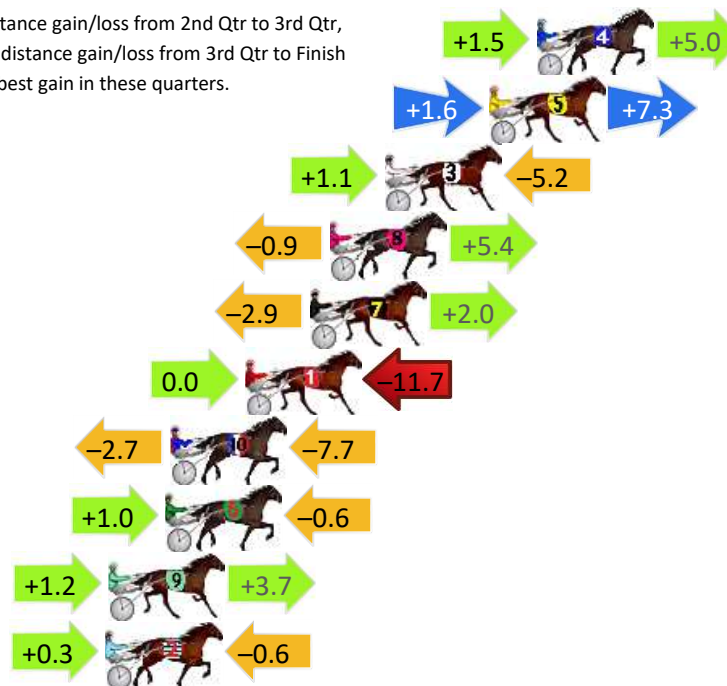 tance gain/loss from 2nd Qtr to 3rd Qtr,
distance gain/loss from 3rd Qtr to Finish
best gain in these quarters.
+1.5 4 +5.0
+1.6 5 +7.3
+1.1 3 –5.2
–0.9 8 +5.4
–2.9 7 +2.0
0.0 1 –11.7
–2.7 10 –7.7
+1.0 6 –0.6
+1.2 9 +3.7
+0.3 2 –0.6